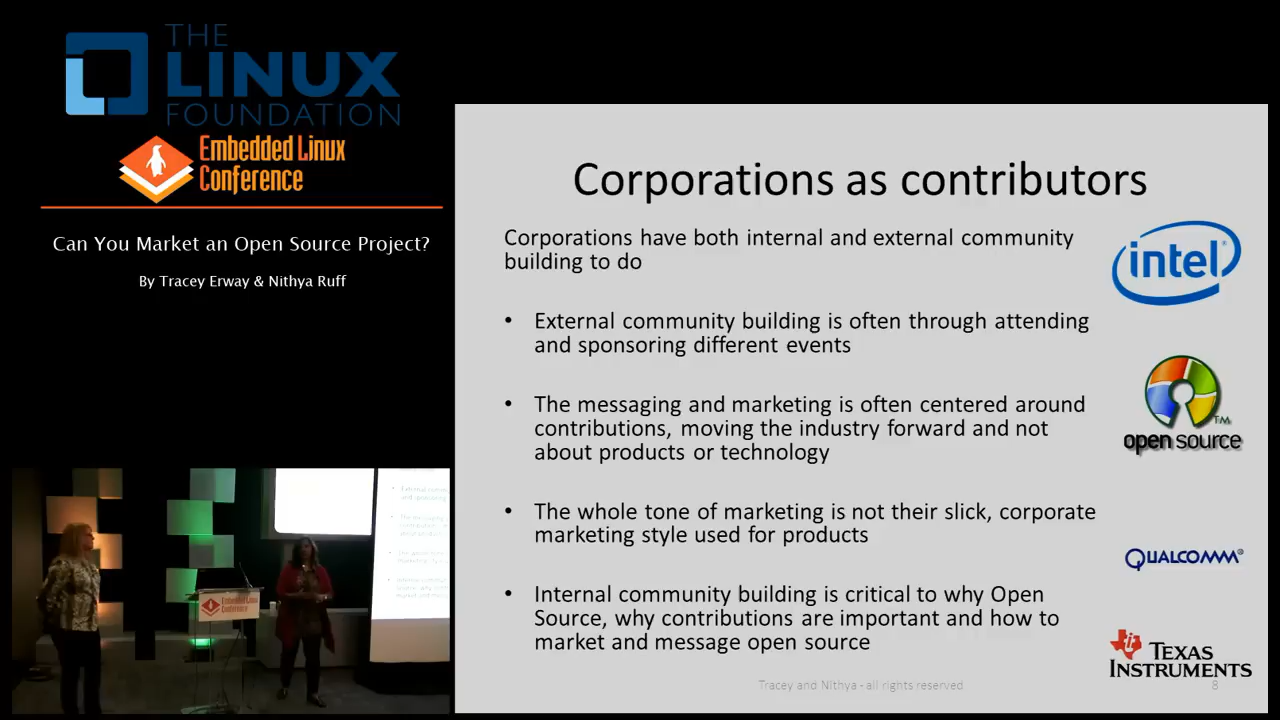 THE
LINUX
FOUNDATION
Embedded Linux
Conference
Can You Market an Open Source Project?
By Tracey Erway & Nithya Ruff
Corporations as contributors
Corporations have both internal and external community
building to do
• External community building is often through attending
and sponsoring different events
• The messaging and marketing is often centered around
contributions, moving the industry forward and not
about products or technology
• The whole tone of marketing is not their slick, corporate
marketing style used for products
• Internal community building is critical to why Open
Source, why contributions are important and how to
market and message open source
intel®
open source™
QUALCOMM®
TEXAS
INSTRUMENTS
Tracey and Nithya - all rights reserved
8
Embedded Linux
Conference